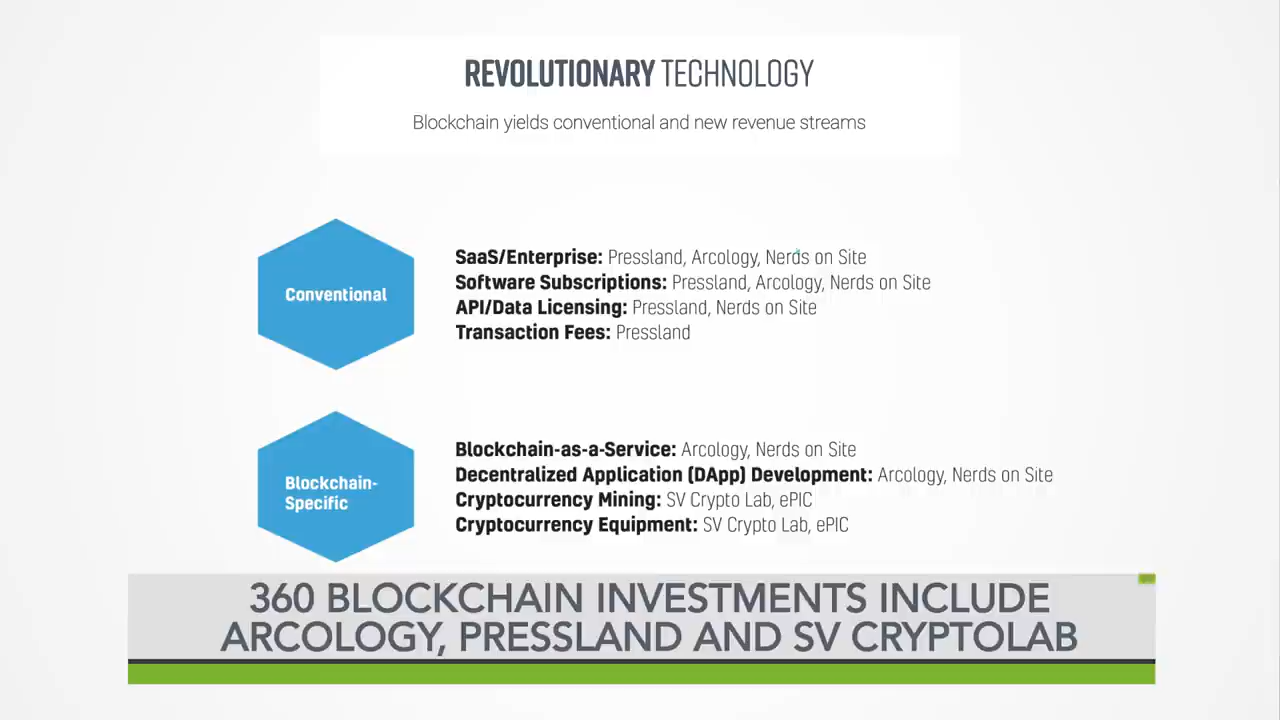 REVOLUTIONARY TECHNOLOGY
Blockchain yields conventional and new revenue streams
Conventional
SaaS/Enterprise: Pressland, Arcology, Nerds on Site
Software Subscriptions: Pressland, Arcology, Nerds on Site
API/Data Licensing: Pressland, Nerds on Site
Transaction Fees: Pressland
Blockchain-
Specific
Blockchain-as-a-Service: Arcology, Nerds on Site
Decentralized Application (DApp) Development: Arcology, Nerds on Site
Cryptocurrency Mining: SV Crypto Lab, ePIC
Cryptocurrency Equipment: SV Crypto Lab, ePIC
360 BLOCKCHAIN INVESTMENTS INCLUDE
ARCOLOGY, PRESSLAND AND SV CRYPTOLAB